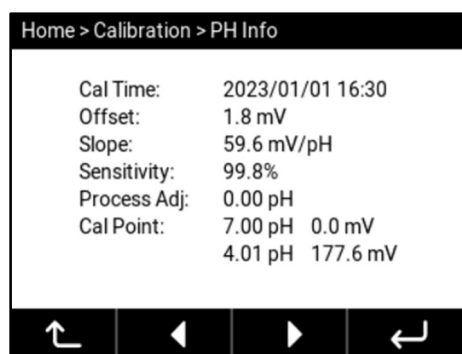 Home > Calibration > PH Info
Cal Time: 2023/01/01 16:30
Offset: 1.8 mV
Slope: 59.6 mV/pH
Sensitivity: 99.8%
Process Adj: 0.00 pH
Cal Point: 7.00 pH 0.0 mV
4.01 pH 177.6 mV